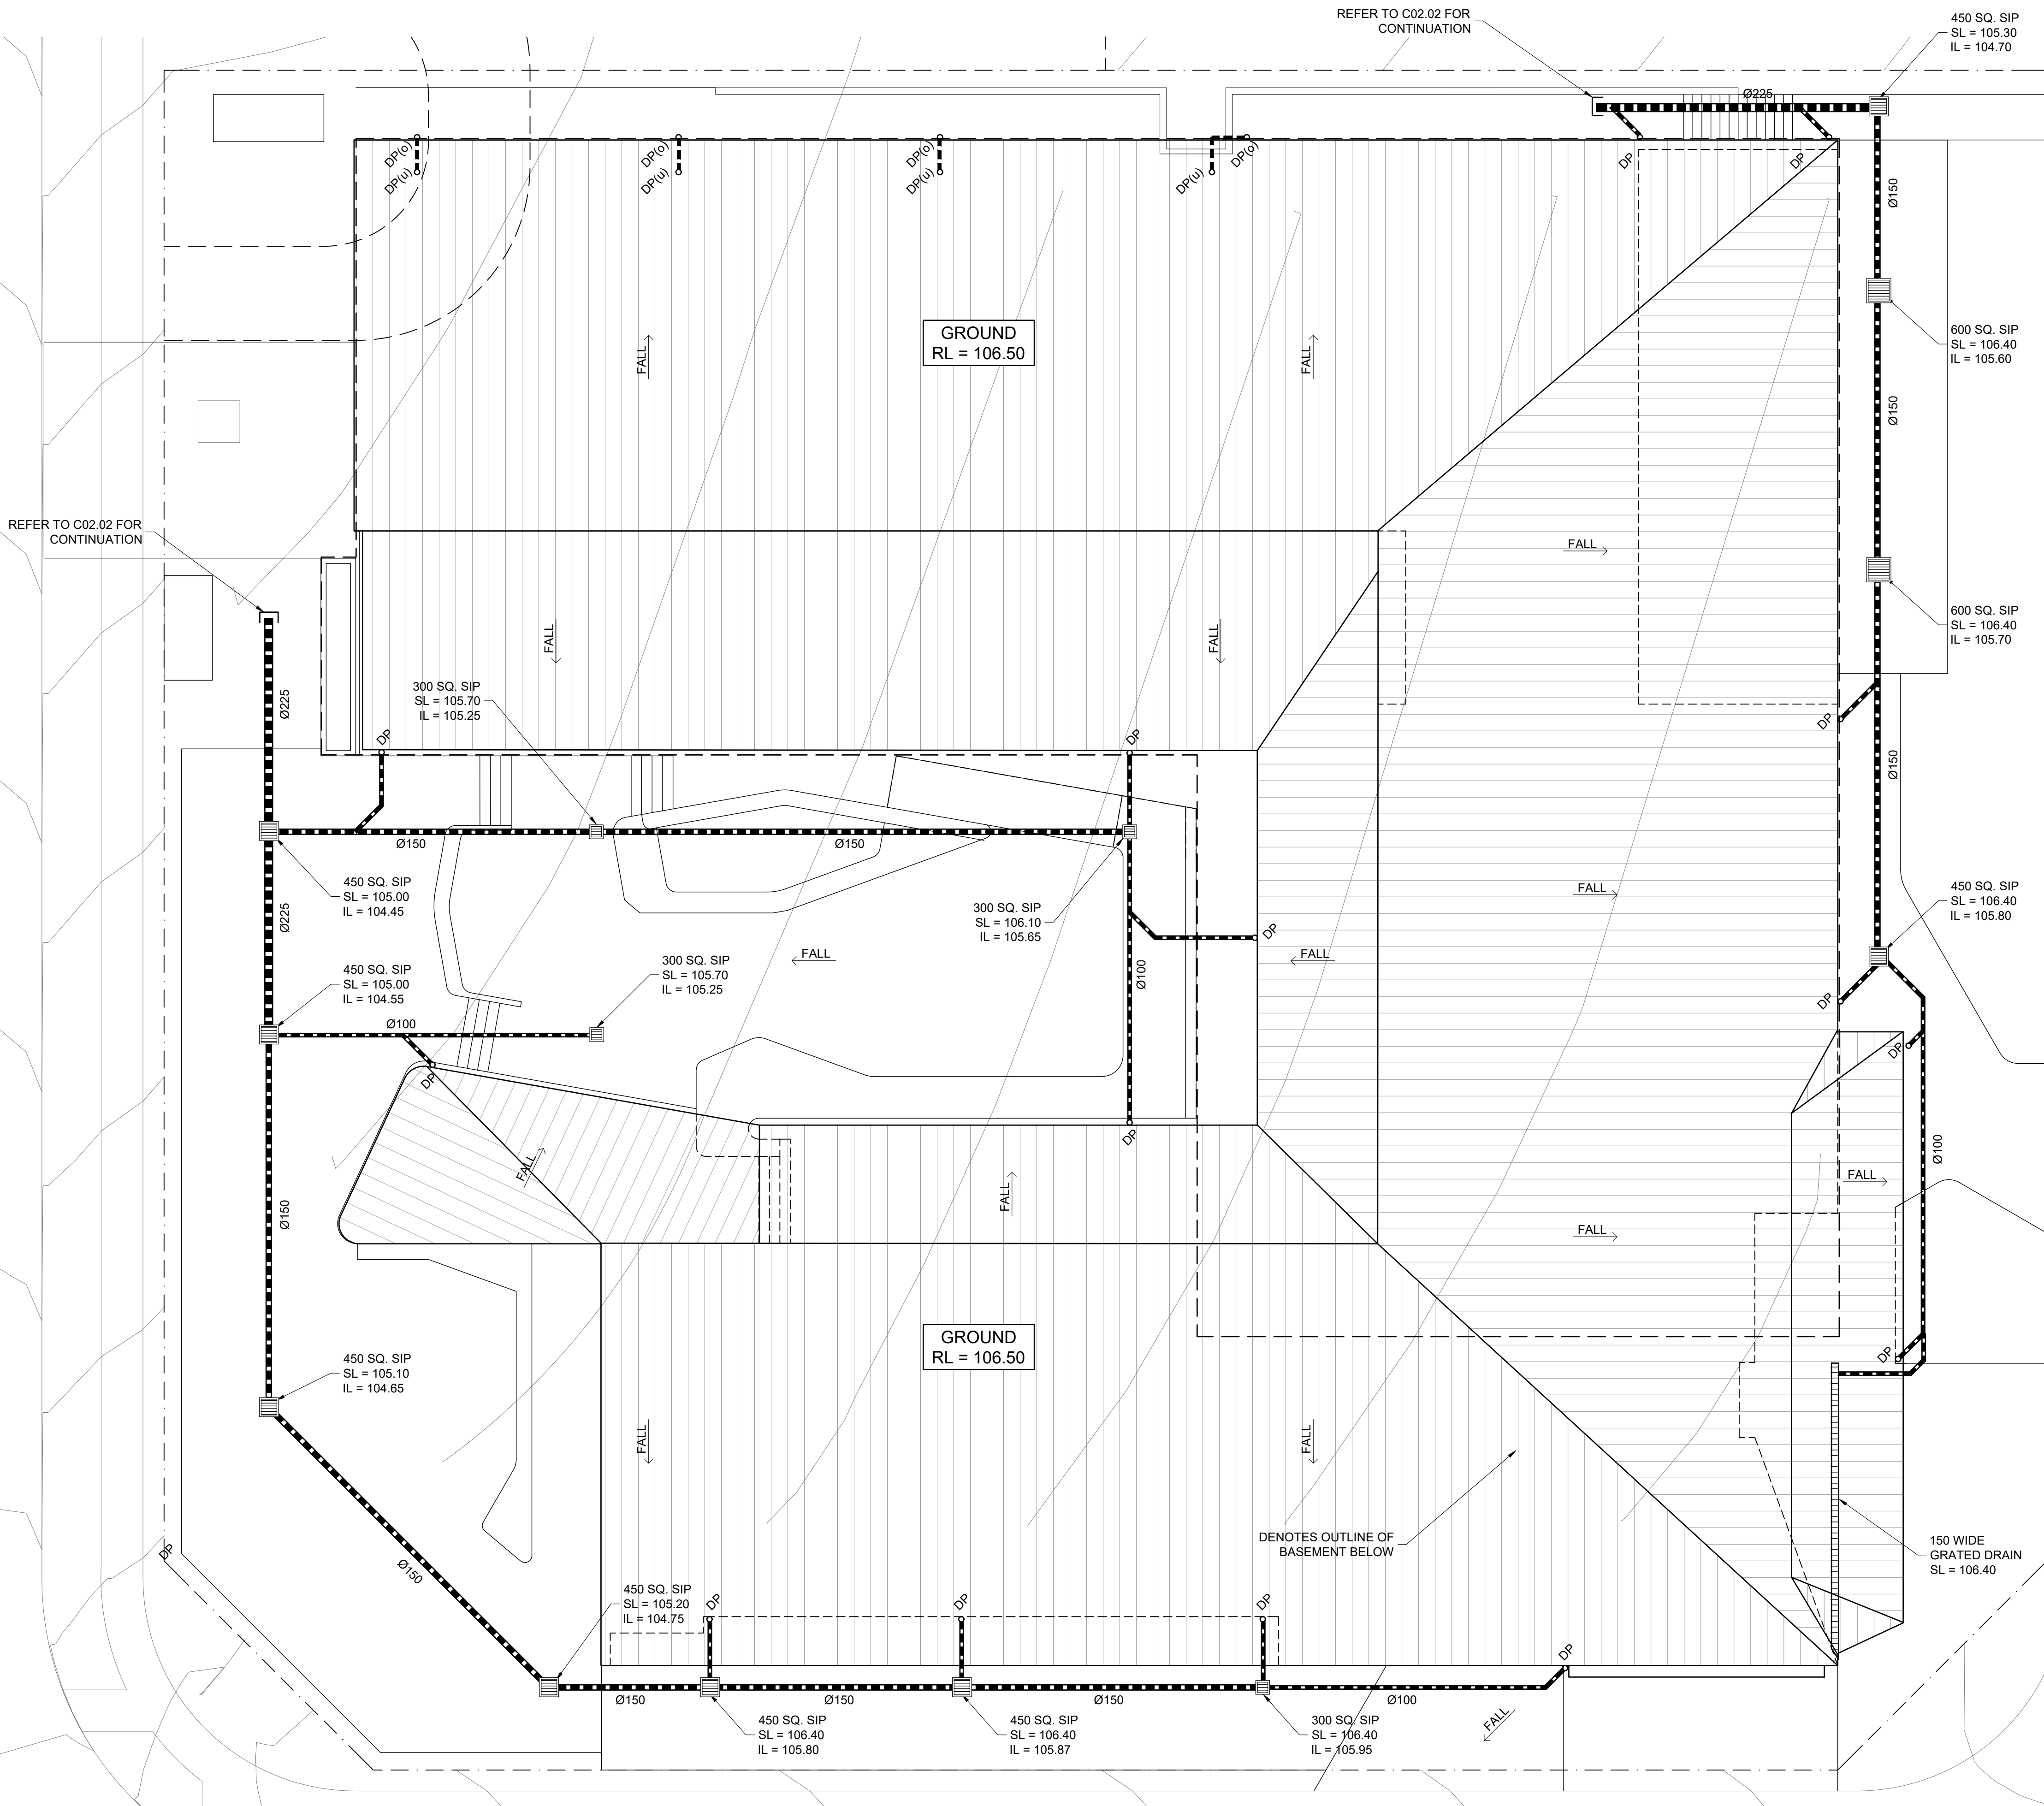 REFER TO C02.02 FOR
CONTINUATION
450 SQ. SIP
SL = 105.30
IL = 104.70
Ø225
DP(o)
DP(u)
DP(o)
DP(u)
DP(o)
DP(u)
DP(o)
DP(u)
DP
DP
Ø150
GROUND
RL = 106.50
FALL
FALL
600 SQ. SIP
SL = 106.40
IL = 105.60
Ø150
REFER TO C02.02 FOR
CONTINUATION
FALL
600 SQ. SIP
SL = 106.40
IL = 105.70
FALL
FALL
300 SQ. SIP
SL = 105.70
IL = 105.25
Ø225
DP
DP
DP
Ø150
Ø150
Ø150
450 SQ. SIP
SL = 105.00
IL = 104.45
Ø225
300 SQ. SIP
SL = 106.10
IL = 105.65
FALL
450 SQ. SIP
SL = 106.40
IL = 105.80
DP
FALL
FALL
Ø100
450 SQ. SIP
SL = 105.00
IL = 104.55
300 SQ. SIP
SL = 105.70
IL = 105.25
DP
Ø100
DP
DP
DP
Ø100
FALL
FALL
FALL
Ø150
FALL
GROUND
RL = 106.50
DP
450 SQ. SIP
SL = 105.10
IL = 104.65
FALL
FALL
DENOTES OUTLINE OF
BASEMENT BELOW
150 WIDE
GRATED DRAIN
SL = 106.40
DP
Ø150
450 SQ. SIP
SL = 105.20
IL = 104.75
DP
DP
DP
DP
Ø150
Ø150
Ø150
Ø100
450 SQ. SIP
SL = 106.40
IL = 105.80
450 SQ. SIP
SL = 106.40
IL = 105.87
300 SQ. SIP
SL = 106.40
IL = 105.95
FALL